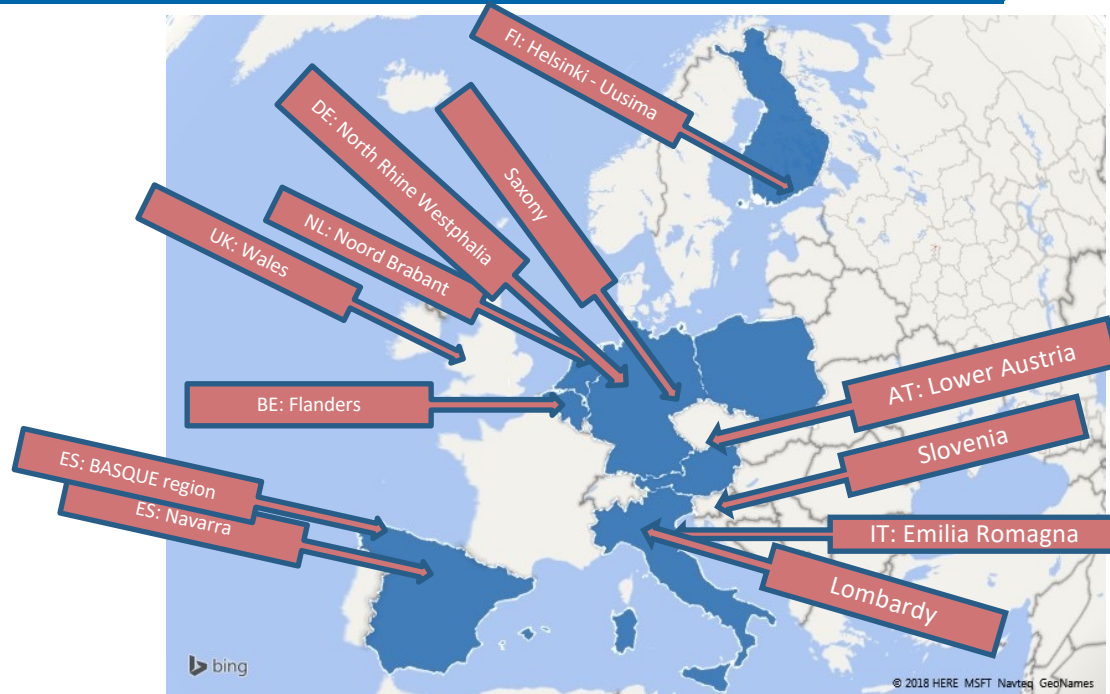 FI: Helsinki - Uusima
DE: North Rhine Westphalia
Saxony
NL: Noord Brabant
UK: Wales
BE: Flanders
AT: Lower Austria
Slovenia
ES: BASQUE region
ES: Navarra
IT: Emilia Romagna
Lombardy
bing
© 2018 HERE MSFT Navteq GeoNames